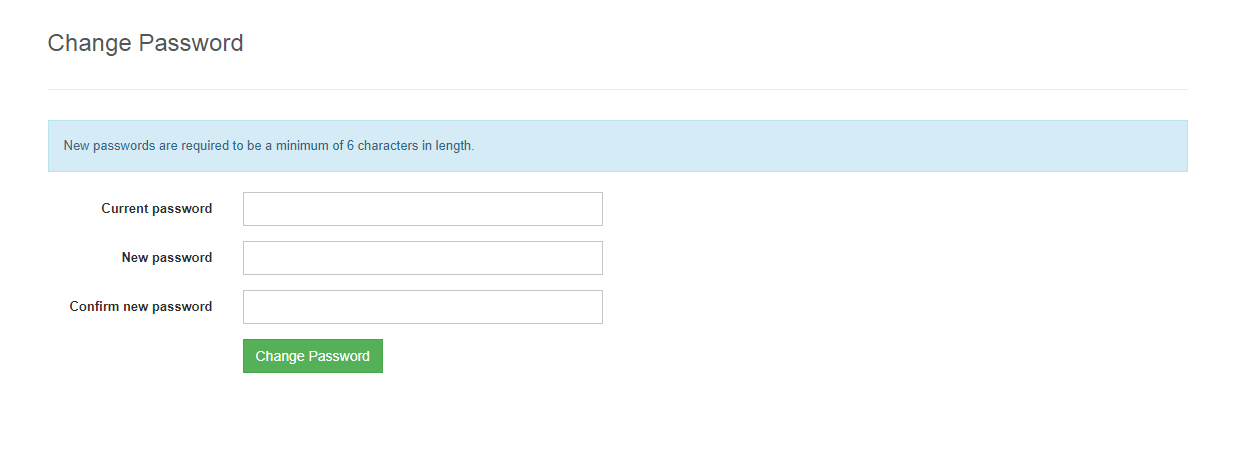 Change Password
New passwords are required to be a minimum of 6 characters in length.
Current password
New password
Confirm new password
Change Password